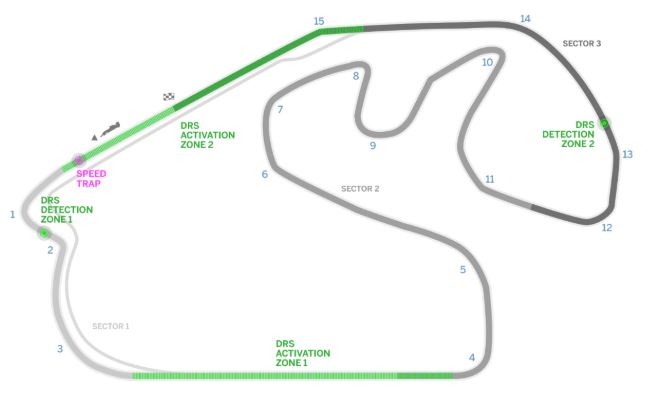 15
14
SECTOR 3
8
10
7
DRS
ACTIVATION
ZONE 2
DRS
DETECTION
ZONE 2
9
13
6
SPEED
TRAP
11
SECTOR 2
DRS
DETECTION
ZONE 1
1
12
2
5
SECTOR 1
3
DRS
ACTIVATION
ZONE 1
4